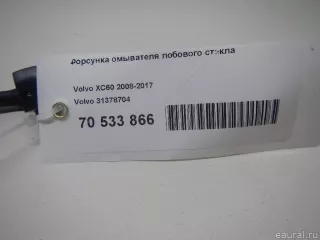 Форсунка омывателя лобового стекла
Volvo XC60 2008-2017
Volvo 31378704
70 533 866
eaural.ru